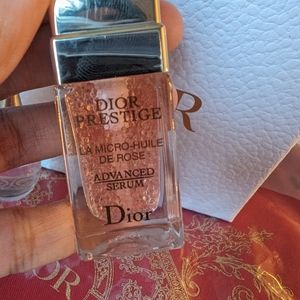 DIOR
PRESTIGE
LA MICRO-HUILE
DE ROSE
ADVANCED
SERUM
Dior